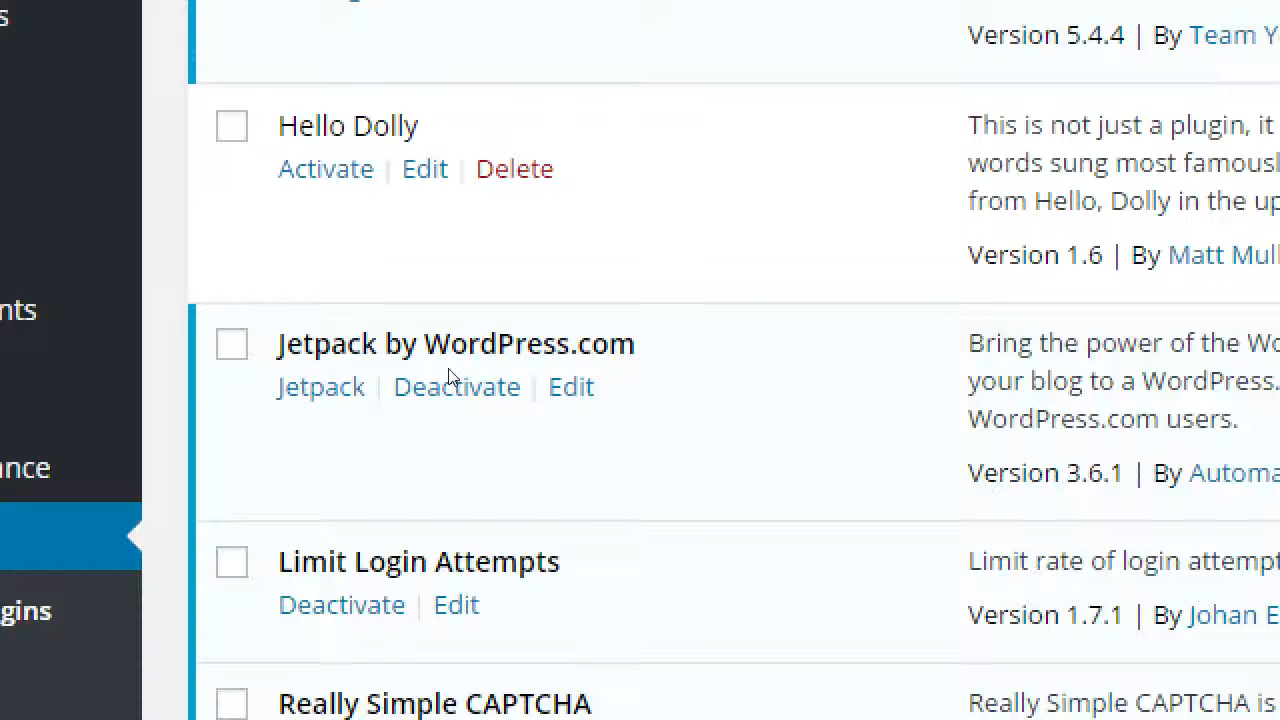 s
nts
ance
gins
Version 5.4.4 | By Team Y
Hello Dolly
Activate | Edit | Delete
This is not just a plugin, it
words sung most famousl
from Hello, Dolly in the up
Version 1.6 | By Matt Mull
Jetpack by WordPress.com
Jetpack | Deactivate | Edit
Bring the power of the Wo
your blog to a WordPress.
WordPress.com users.
Version 3.6.1 | By Automa
Limit Login Attempts
Deactivate | Edit
Limit rate of login attempt
Version 1.7.1 | By Johan E
Really Simple CAPTCHA
Really Simple CAPTCHA is